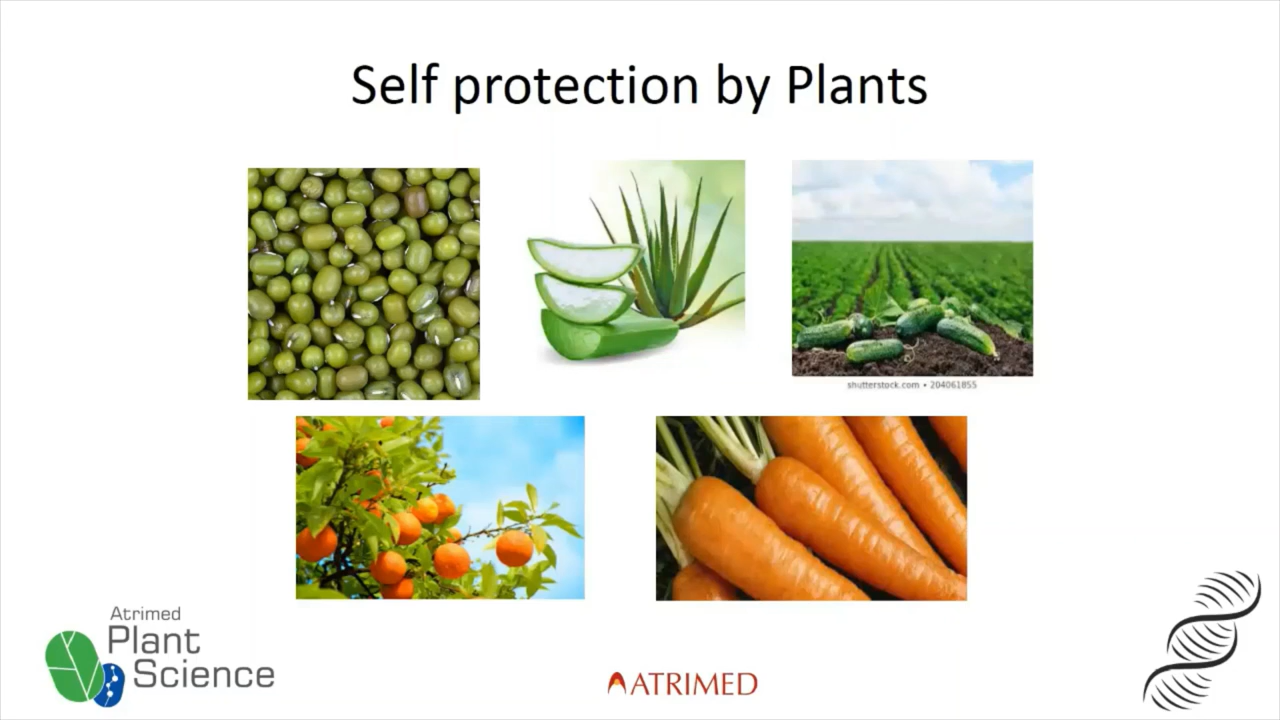 Self protection by Plants
shutterstock.com • 204061855
Atrimed
Plant
Science
ATRIMED